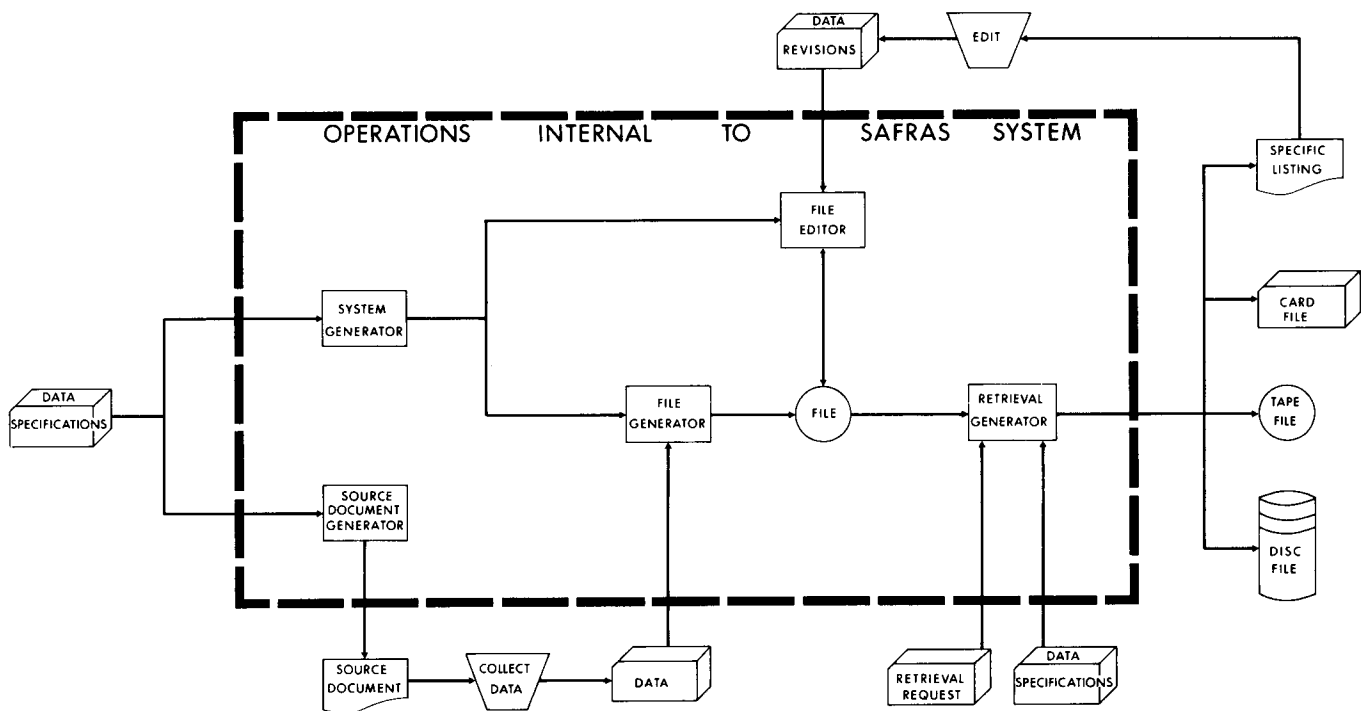 DATA
REVISIONS
EDIT
OPERATIONS INTERNAL TO SAFRAS SYSTEM
SPECIFIC
LISTING
FILE
EDITOR
SYSTEM
GENERATOR
CARD
FILE
DATA
SPECIFICATIONS
FILE
GENERATOR
FILE
RETRIEVAL
GENERATOR
TAPE
FILE
SOURCE
DOCUMENT
GENERATOR
DISC
FILE
SOURCE
DOCUMENT
COLLECT
DATA
DATA
RETRIEVAL
REQUEST
DATA
SPECIFICATIONS